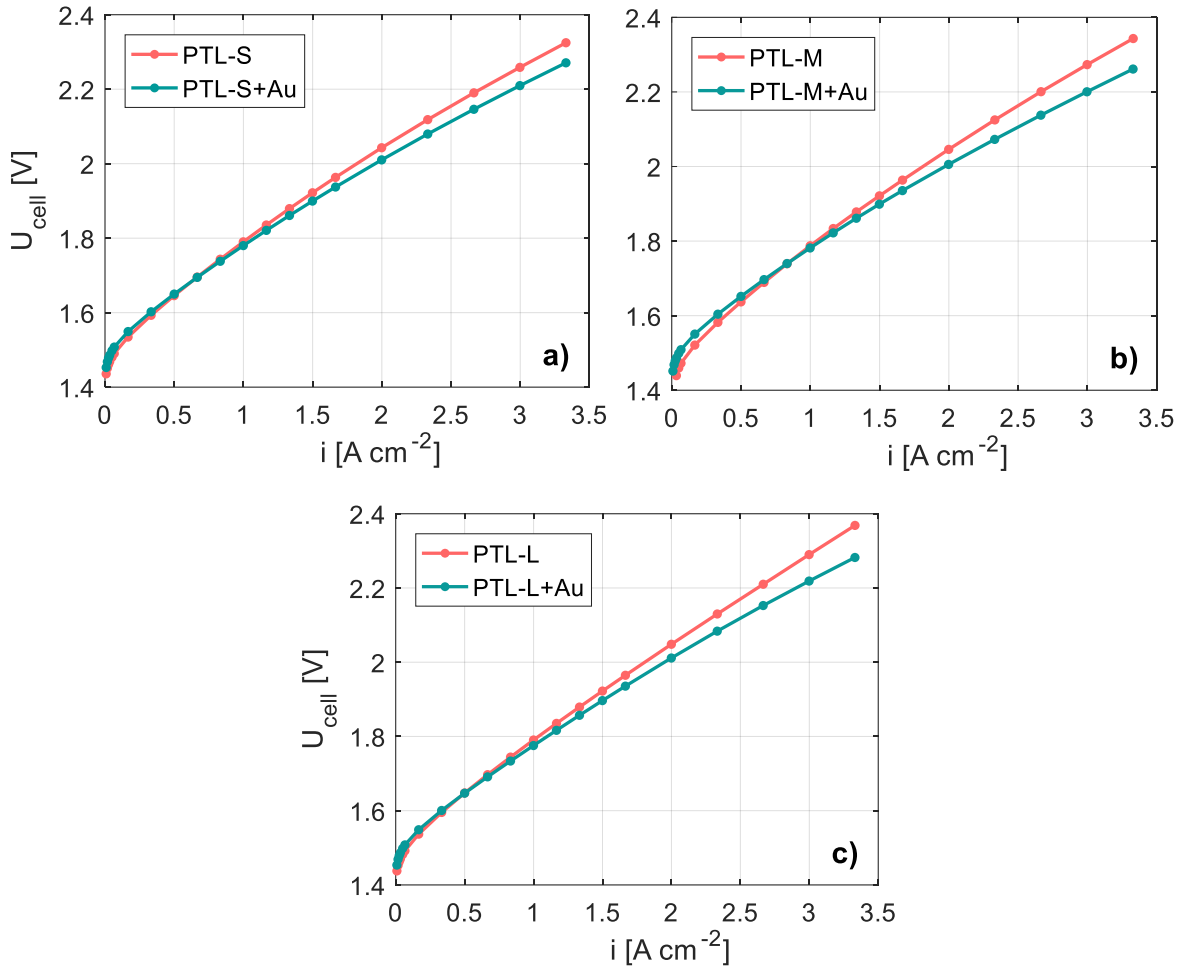 2.4
2.2
2
1.8
1.6
1.4
U_cell [V]
PTL-S
PTL-S+Au
a)
0 0.5 1 1.5 2 2.5 3 3.5
i [A cm^-2]
2.4
2.2
2
1.8
1.6
1.4
PTL-M
PTL-M+Au
b)
0 0.5 1 1.5 2 2.5 3 3.5
i [A cm^-2]
2.4
2.2
2
1.8
1.6
1.4
U_cell [V]
PTL-L
PTL-L+Au
c)
0 0.5 1 1.5 2 2.5 3 3.5
i [A cm^-2]